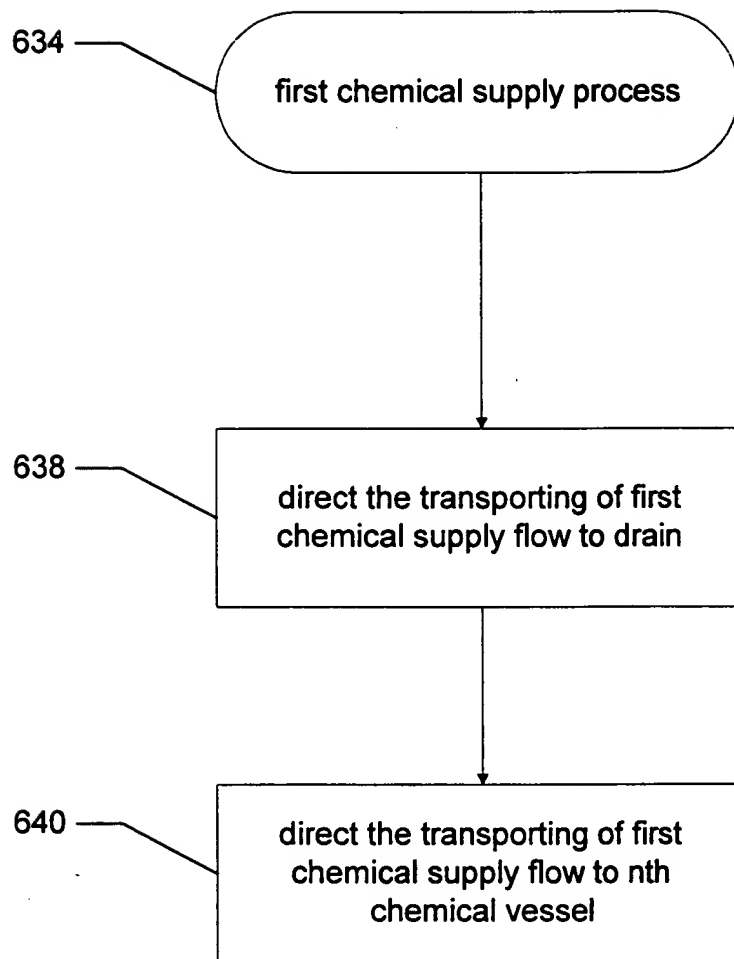 634
first chemical supply process
638
direct the transporting of first
chemical supply flow to drain
640
direct the transporting of first
chemical supply flow to nth
chemical vessel